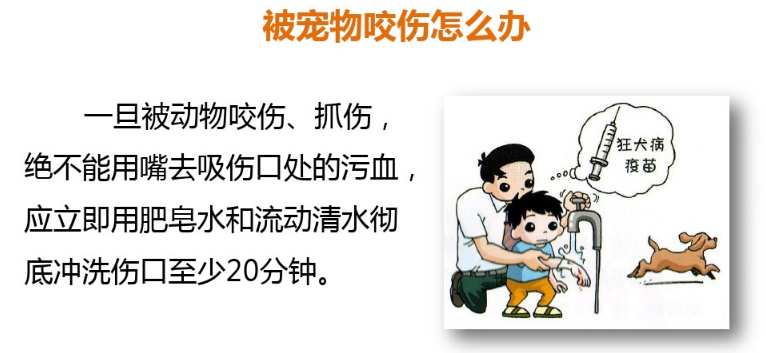 被宠物咬伤怎么办
一旦被动物咬伤、抓伤，
绝不能用嘴去吸伤口处的污血，
应立即用肥皂水和流动清水彻
底冲洗伤口至少20分钟。
狂犬病
疫苗